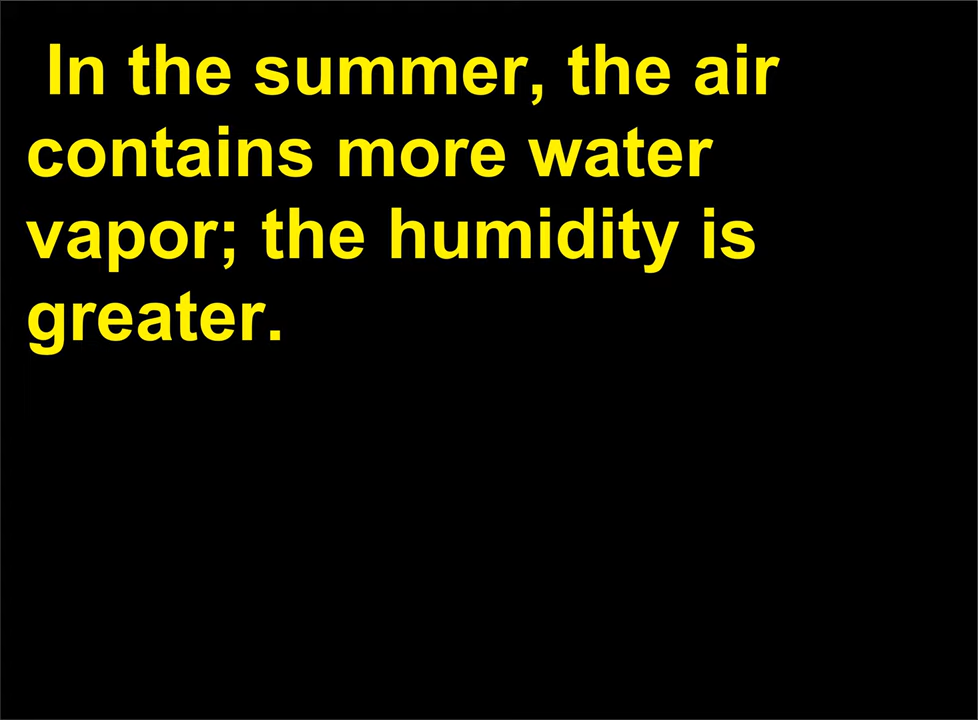 In the summer, the air
contains more water
vapor; the humidity is
greater.